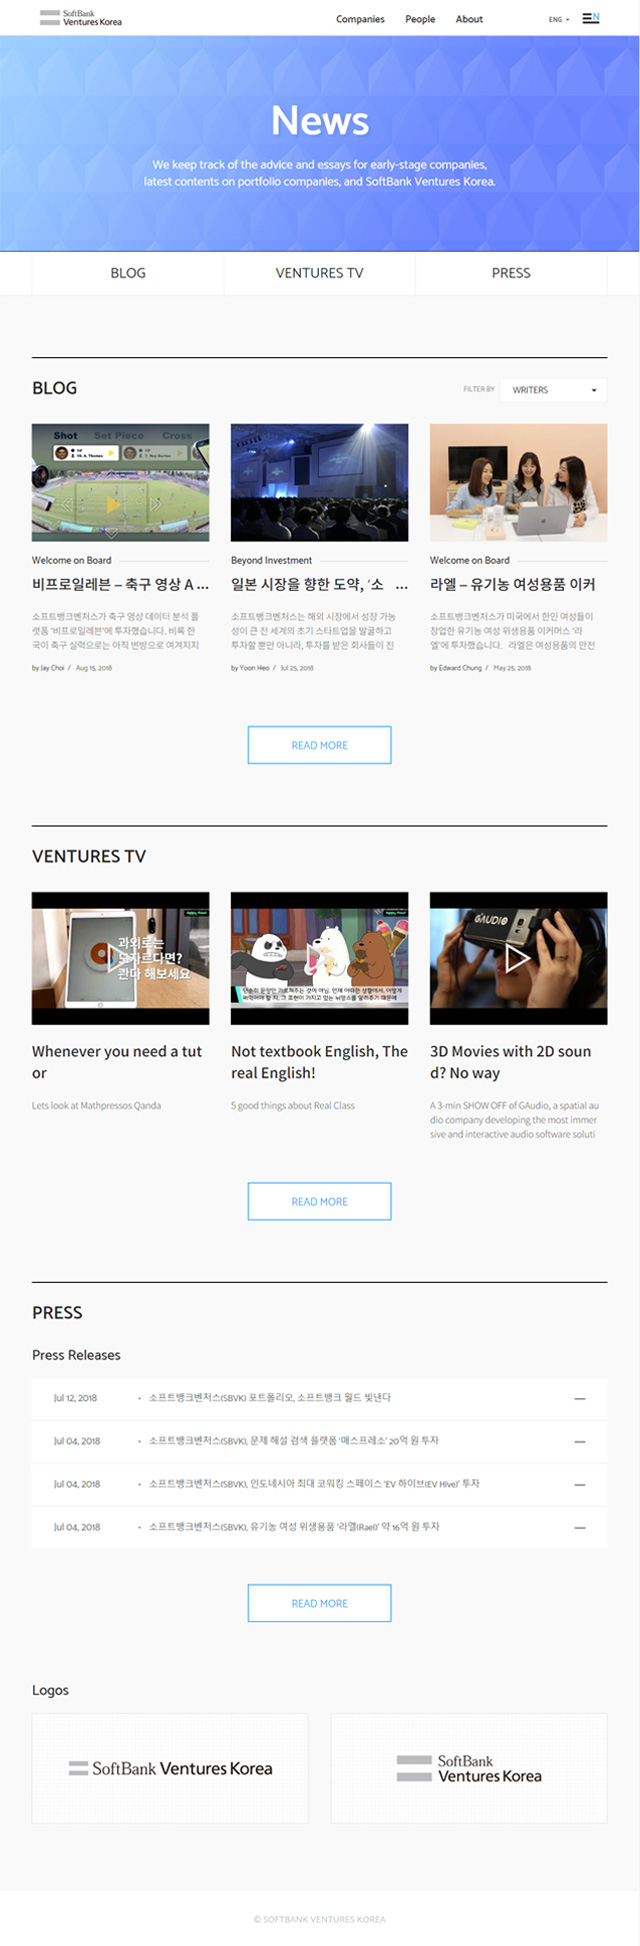 SoftBank
Ventures Korea
Companies
People
About
ENG
EN
News
We keep track of the advice and essays for early-stage companies,
latest contents on portfolio companies, and SoftBank Ventures Korea.
BLOG
VENTURES TV
PRESS
BLOG
FILTER BY
WRITERS
Shot Set Piece Cross
Welcome on Board
비프로일레븐 – 축구 영상 A ...
소프트뱅크벤처스가 축구 영상 데이터 분석 플
랫폼 '비프로일레븐'에 투자했습니다. 비록 한
국이 축구 실력으로는 아직 변방으로 여겨지지
by Jay Choi / Aug 15, 2018
Beyond Investment
일본 시장을 향한 도약, '소 ...
소프트뱅크벤처스는 해외 시장에서 성장 가능
성이 큰 전 세계의 초기 스타트업을 발굴하고
투자할 뿐만 아니라, 투자를 받은 회사들이 진
by Yoon Heo / Jul 25, 2018
Welcome on Board
라엘 – 유기농 여성용품 이커
소프트뱅크벤처스가 미국에서 한인 여성들이
창업한 유기농 여성 위생용품 이커머스 '라
엘'에 투자했습니다. 라엘은 여성용품의 안전
by Edward Chung / May 25, 2018
READ MORE
VENTURES TV
과외로는
모자르다면?
콴다 해보세요
GAUDIO
Whenever you need a tut
or
Lets look at Mathpressos Qanda
Not textbook English, The
real English!
5 good things about Real Class
3D Movies with 2D soun
d? No way
A 3-min SHOW OFF of GAudio, a spatial au
dio company developing the most immer
sive and interactive audio software soluti
READ MORE
PRESS
Press Releases
Jul 12, 2018 • 소프트뱅크벤처스(SBVK) 포트폴리오, 소프트뱅크 월드 빛낸다
Jul 04, 2018 • 소프트뱅크벤처스(SBVK), 문제 해설 검색 플랫폼 '매스프레소' 20억 원 투자
Jul 04, 2018 • 소프트뱅크벤처스(SBVK), 인도네시아 최대 코워킹 스페이스 'EV 하이브(EV Hive)' 투자
Jul 04, 2018 • 소프트뱅크벤처스(SBVK), 유기농 여성 위생용품 '라엘(Rael)' 약 16억 원 투자
READ MORE
Logos
SoftBank Ventures Korea
SoftBank
Ventures Korea
© SOFTBANK VENTURES KOREA